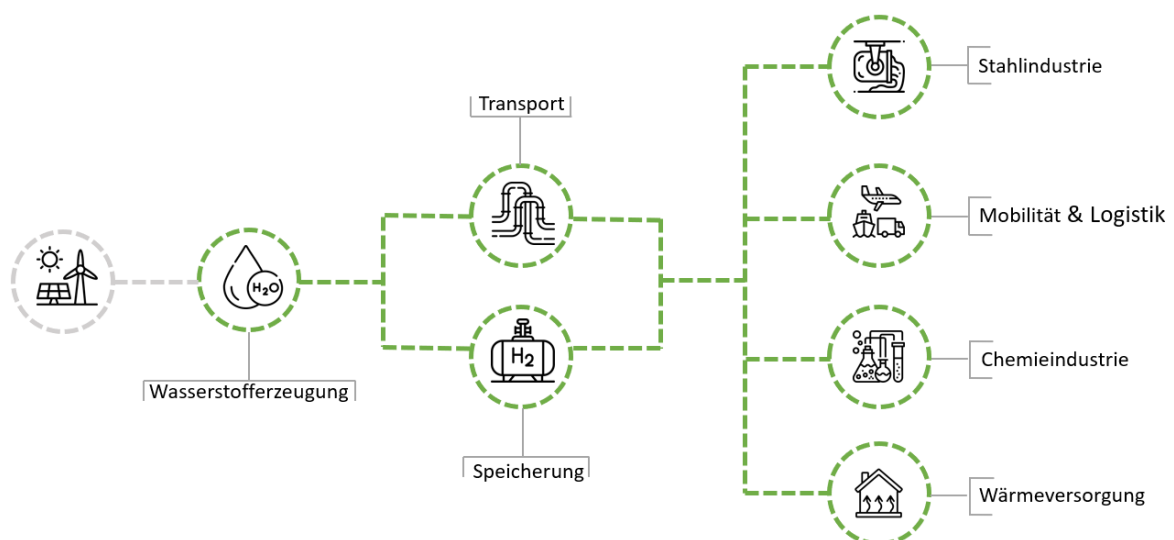 Transport
Stahlindustrie
Mobilität & Logistik
H₂O
H₂
Chemieindustrie
Wasserstofferzeugung
Speicherung
Wärmeversorgung